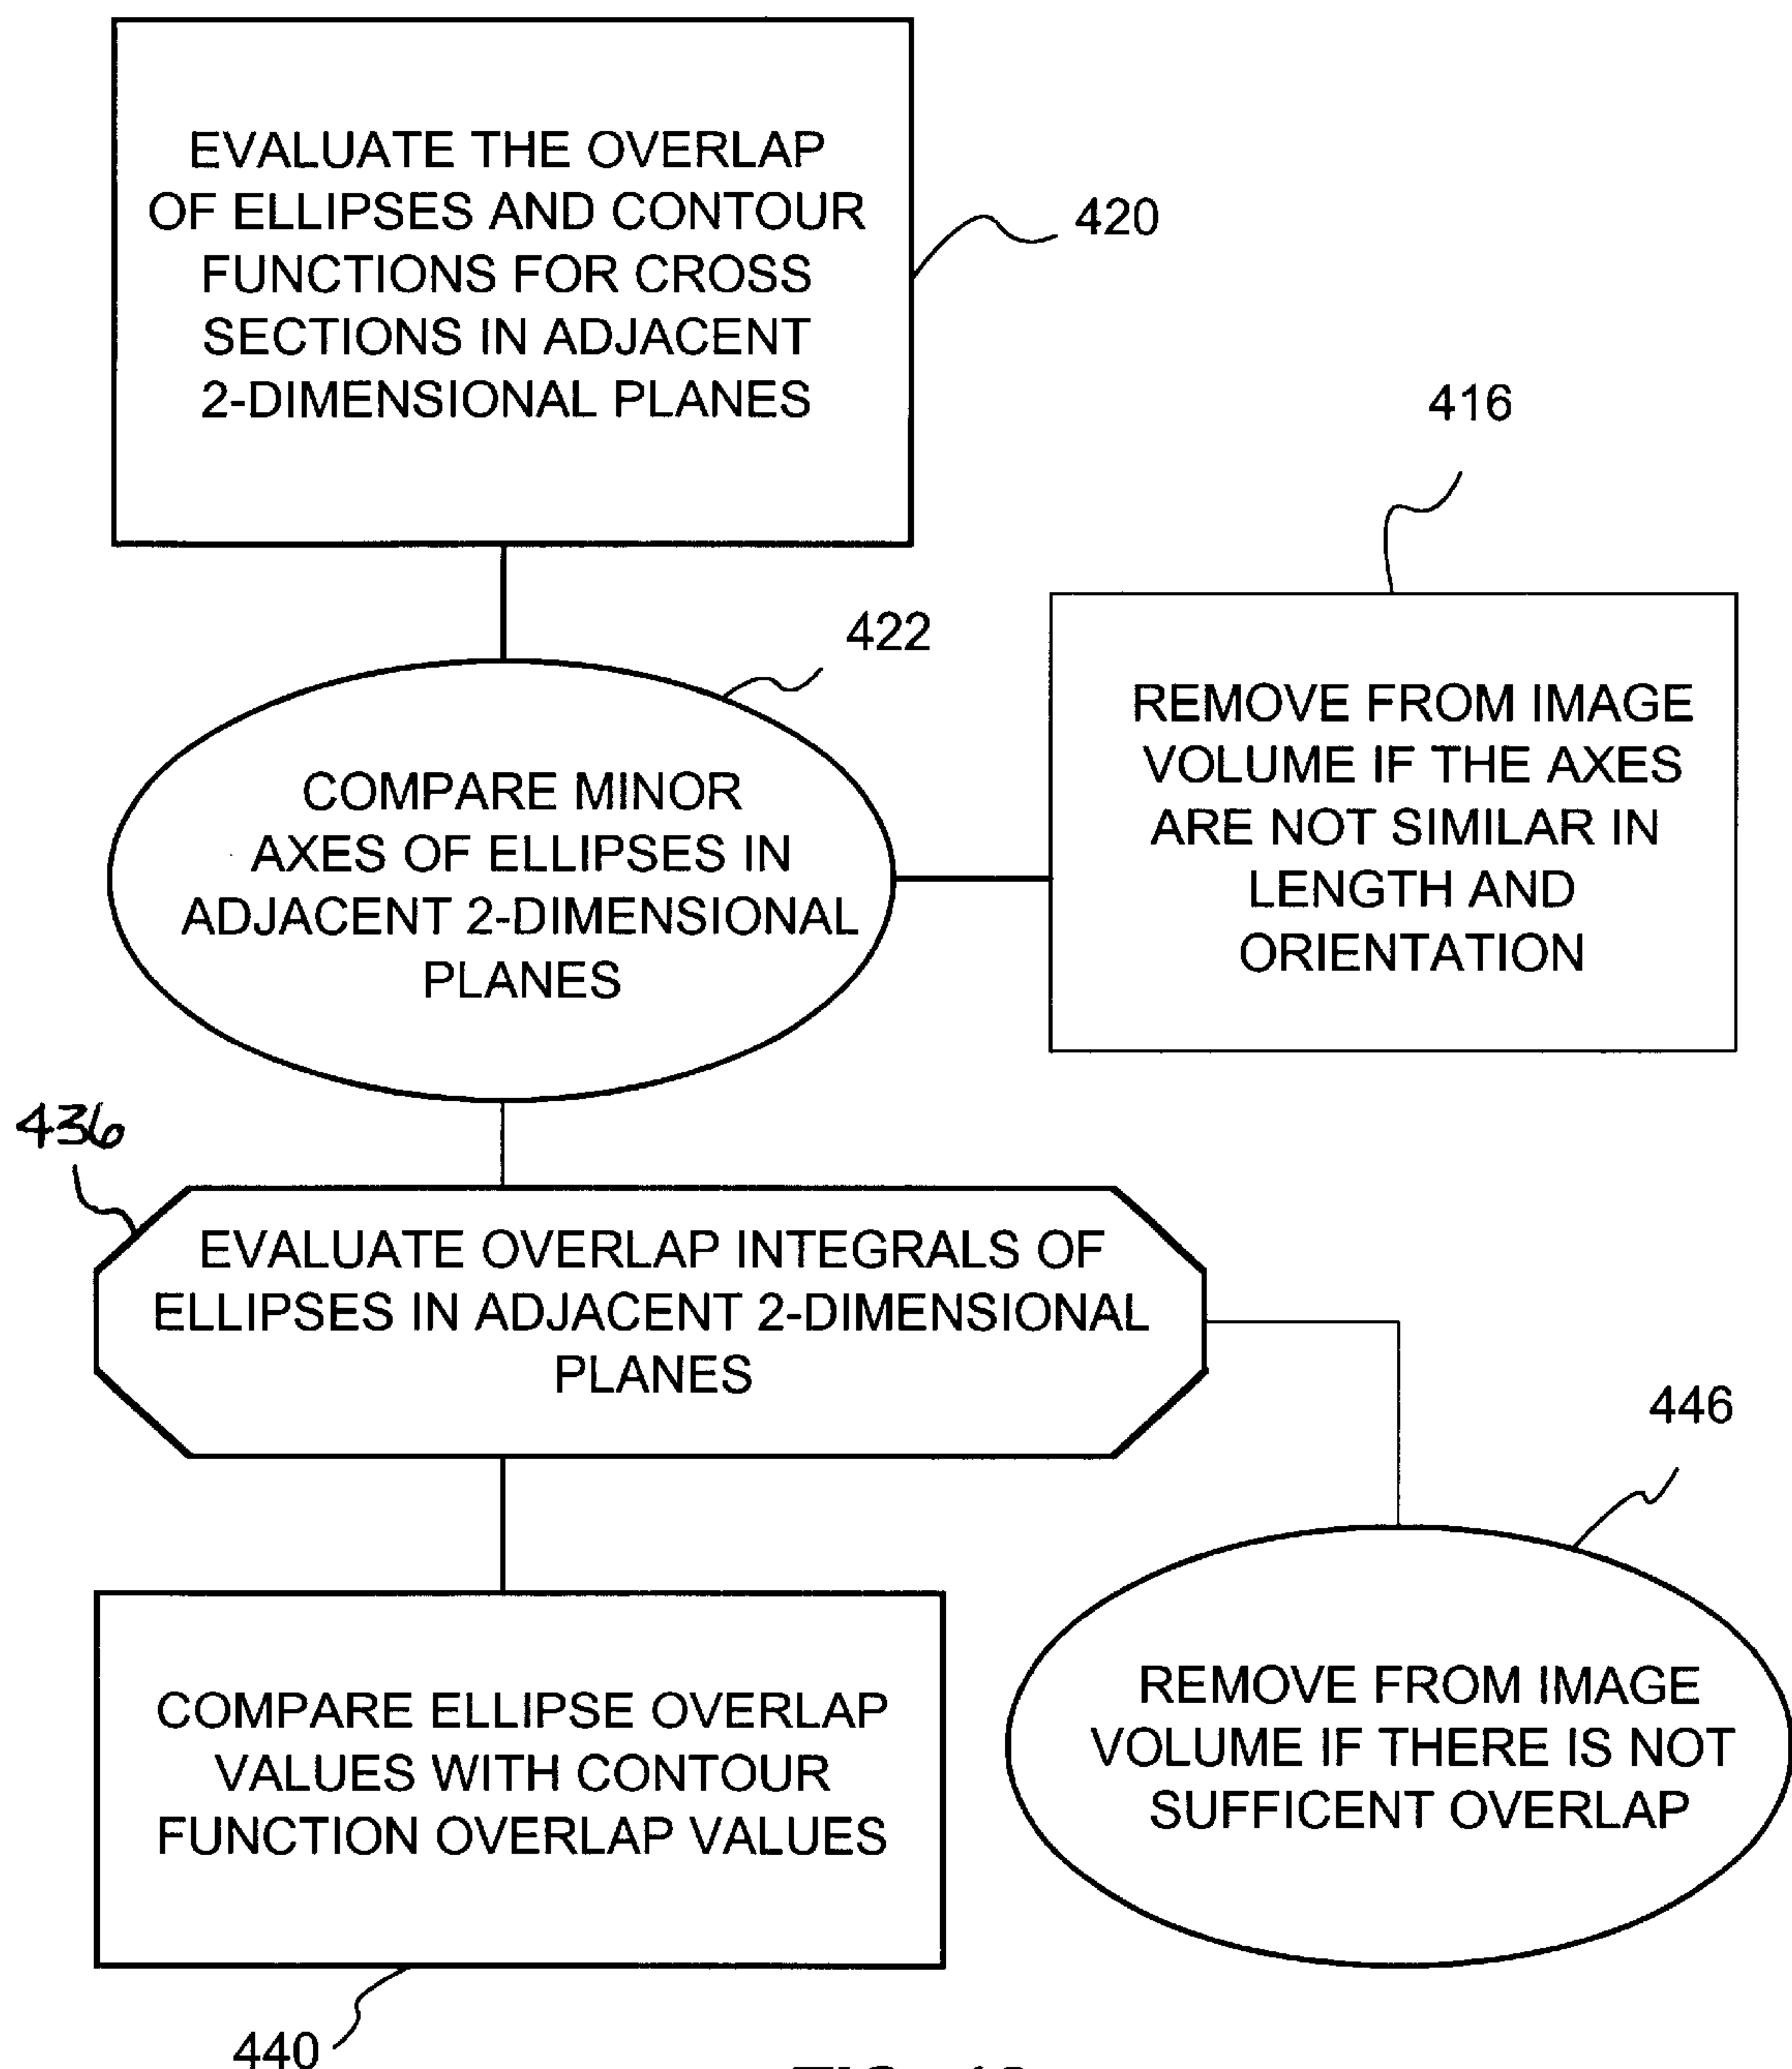 EVALUATE THE OVERLAP
OF ELLIPSES AND CONTOUR
FUNCTIONS FOR CROSS
SECTIONS IN ADJACENT
2-DIMENSIONAL PLANES
420
416
422
REMOVE FROM IMAGE
VOLUME IF THE AXES
ARE NOT SIMILAR IN
LENGTH AND
ORIENTATION
COMPARE MINOR
AXES OF ELLIPSES IN
ADJACENT 2-DIMENSIONAL
PLANES
436
EVALUATE OVERLAP INTEGRALS OF
ELLIPSES IN ADJACENT 2-DIMENSIONAL
PLANES
446
COMPARE ELLIPSE OVERLAP
VALUES WITH CONTOUR
FUNCTION OVERLAP VALUES
REMOVE FROM IMAGE
VOLUME IF THERE IS NOT
SUFFICENT OVERLAP
440